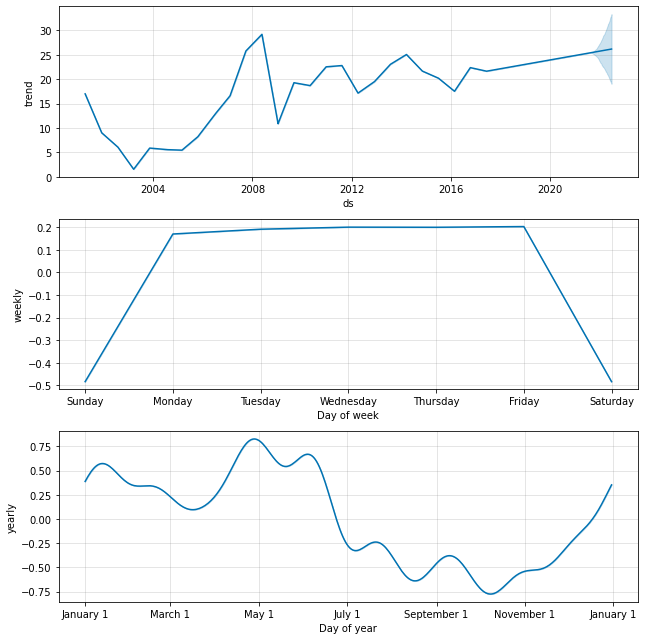 30
25
20
15
10
5
0
trend
2004 2008 2012 2016 2020
ds
0.2
0.1
0.0
−0.1
−0.2
−0.3
−0.4
−0.5
weekly
Sunday Monday Tuesday Wednesday Thursday Friday Saturday
Day of week
0.75
0.50
0.25
0.00
−0.25
−0.50
−0.75
yearly
January 1 March 1 May 1 July 1 September 1 November 1 January 1
Day of year